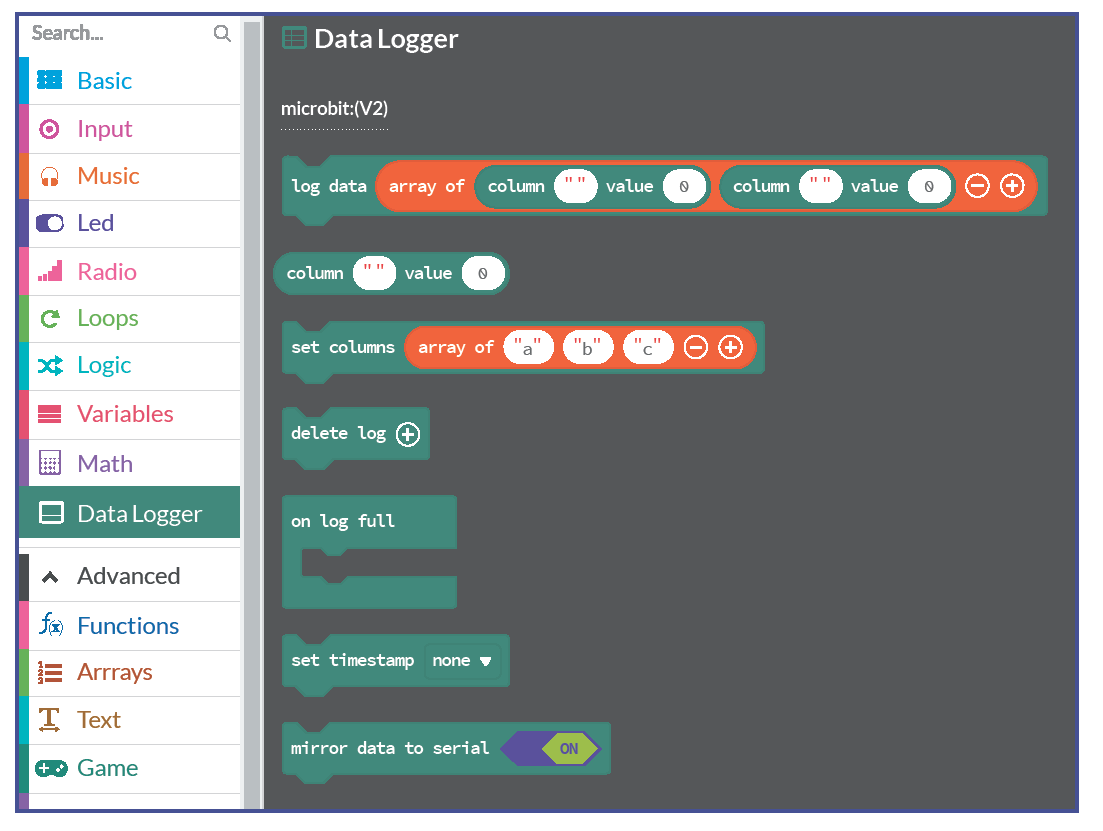 Search...
Basic
Input
Music
Led
Radio
Loops
Logic
Variables
Math
Data Logger
Advanced
Functions
Arrrays
Text
Game
Data Logger
microbit:(V2)
log data array of column " " value 0 column " " value 0
column " " value 0
set columns array of "a" "b" "c"
delete log
on log full
set timestamp none
mirror data to serial ON